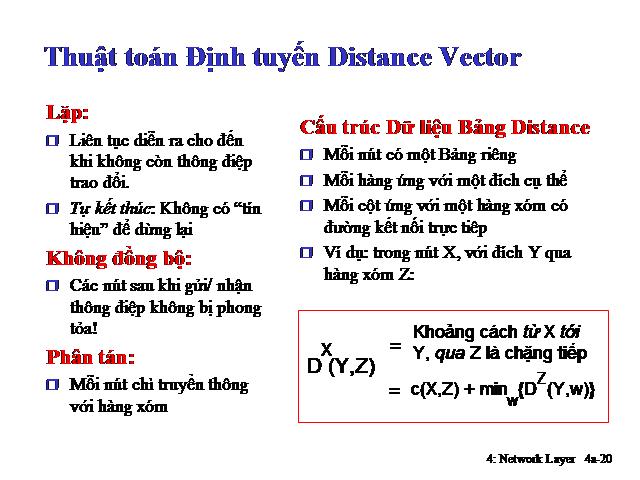 Thuật toán Định tuyến Distance Vector
Lặp:
Liên tục diễn ra cho đến
khi không còn thông điệp
trao đổi.
Tự kết thúc: Không có “tín
hiệu” để dừng lại
Không đồng bộ:
Các nút sau khi gửi/ nhận
thông điệp không bị phong
tỏa!
Phân tán:
Mỗi nút chỉ truyền thông
với hàng xóm
Cấu trúc Dữ liệu Bảng Distance
Mỗi nút có một Bảng riêng
Mỗi hàng ứng với một đích cụ thể
Mỗi cột ứng với một hàng xóm có
đường kết nối trực tiếp
Ví dụ: trong nút X, với đích Y qua
hàng xóm Z:
D^X(Y,Z) = Khoảng cách từ X tới
Y, qua Z là chặng tiếp
= c(X,Z) + min_w{D^Z(Y,w)}
4: Network Layer 4a-20